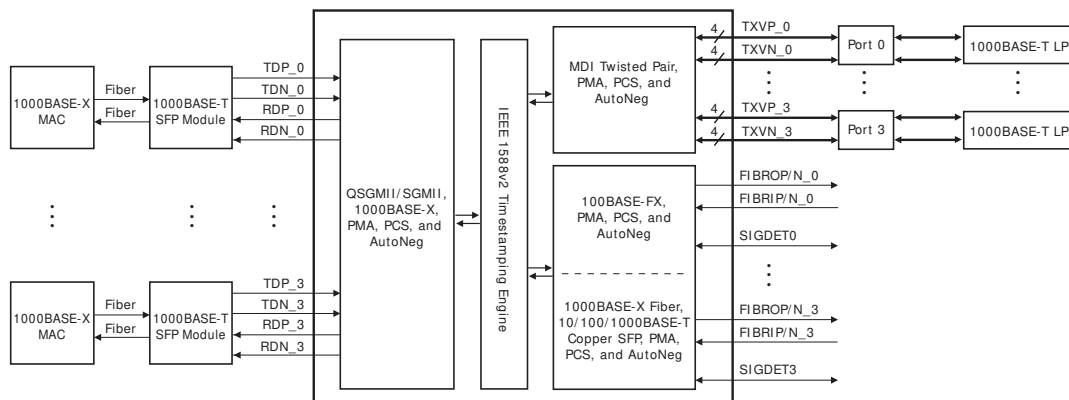 1000BASE-X
MAC
Fiber
Fiber
1000BASE-T
SFP Module
TDP_0
TDN_0
RDP_0
RDN_0
1000BASE-X
MAC
Fiber
Fiber
1000BASE-T
SFP Module
TDP_3
TDN_3
RDP_3
RDN_3
QSGMII/SGMII,
1000BASE-X,
PMA, PCS, and
AutoNeg
IEEE 1588v2 Timestamping Engine
MDI Twisted Pair,
PMA, PCS, and
AutoNeg
4 TXVP_0
4 TXVN_0
4 TXVP_3
4 TXVN_3
Port 0
Port 3
1000BASE-T LP
1000BASE-T LP
100BASE-FX,
PMA, PCS, and
AutoNeg
1000BASE-X Fiber,
10/100/1000BASE-T
Copper SFP, PMA,
PCS, and AutoNeg
FIBROP/N_0
FIBRIP/N_0
SIGDET0
FIBROP/N_3
FIBRIP/N_3
SIGDET3